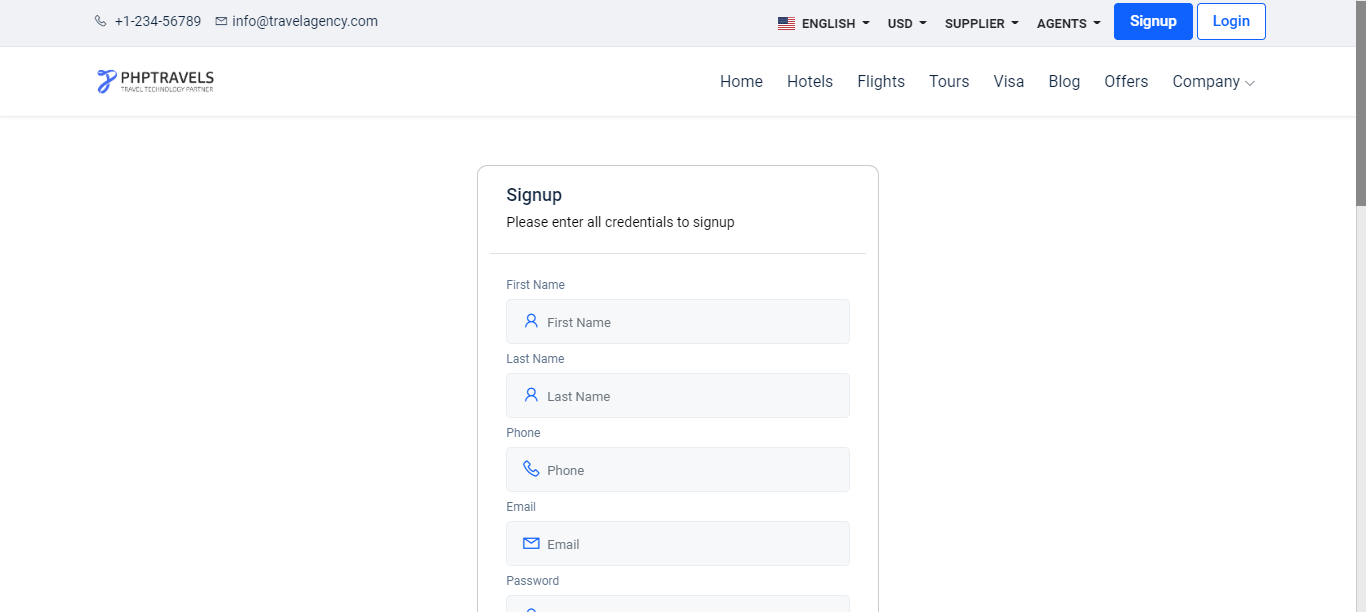 +1-234-56789 info@travelagency.com ENGLISH USD SUPPLIER AGENTS Signup Login
PHPTRAVELS
TRAVEL TECHNOLOGY PARTNER
Home Hotels Flights Tours Visa Blog Offers Company
Signup
Please enter all credentials to signup
First Name
First Name
Last Name
Last Name
Phone
Phone
Email
Email
Password